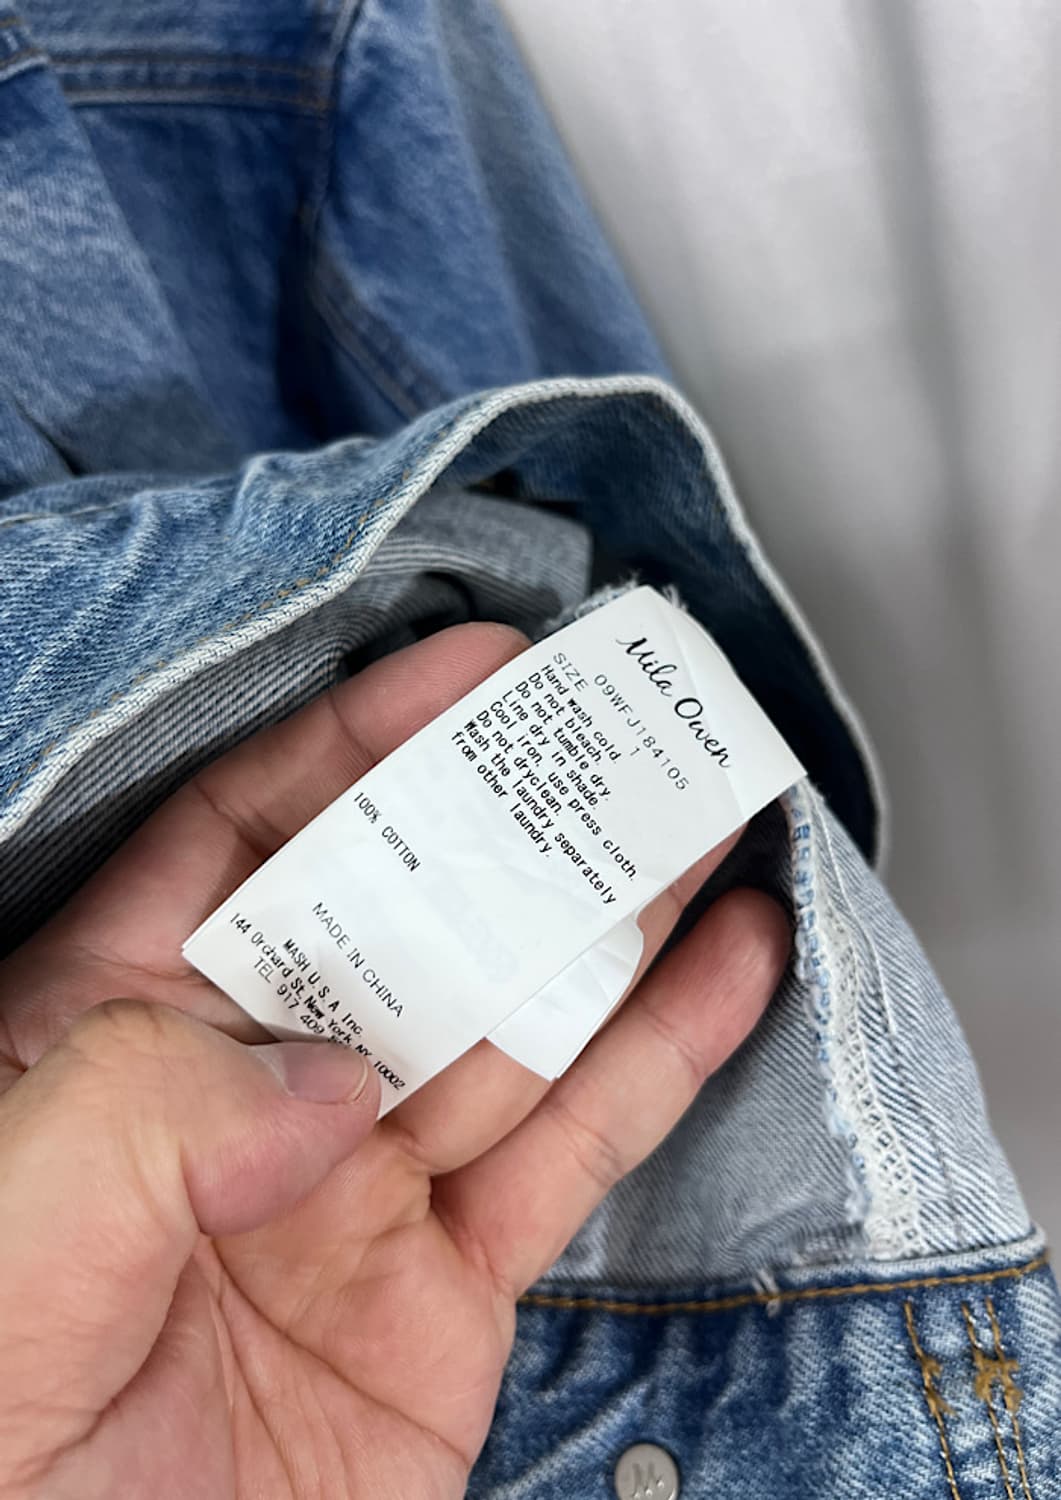 Mila Owen
09WFJ184105
SIZE 1
Hand wash cold.
Do not bleach.
Do not tumble dry.
Line dry in shade.
Cool iron, use press cloth.
Do not dryclean.
Wash the laundry separately
from other laundry.
100% COTTON
MADE IN CHINA
MASH U.S.A Inc.
144 Orchard St, New York, NY 10002
TEL 917 409